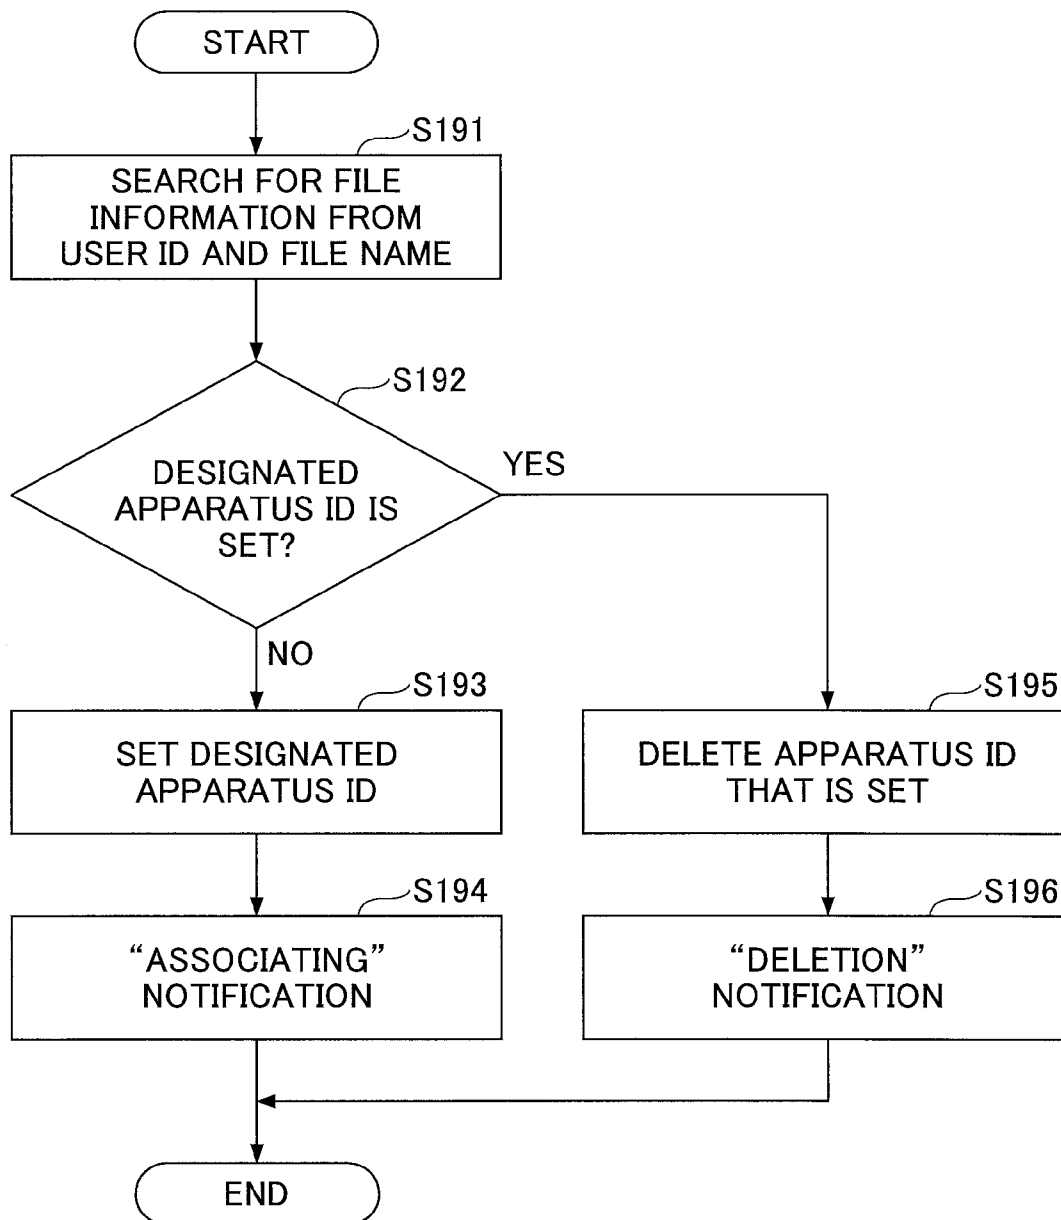 START
S191
SEARCH FOR FILE
INFORMATION FROM
USER ID AND FILE NAME
S192
DESIGNATED
APPARATUS ID IS
SET?
YES
NO
S193
SET DESIGNATED
APPARATUS ID
S195
DELETE APPARATUS ID
THAT IS SET
S194
“ASSOCIATING”
NOTIFICATION
S196
“DELETION”
NOTIFICATION
END